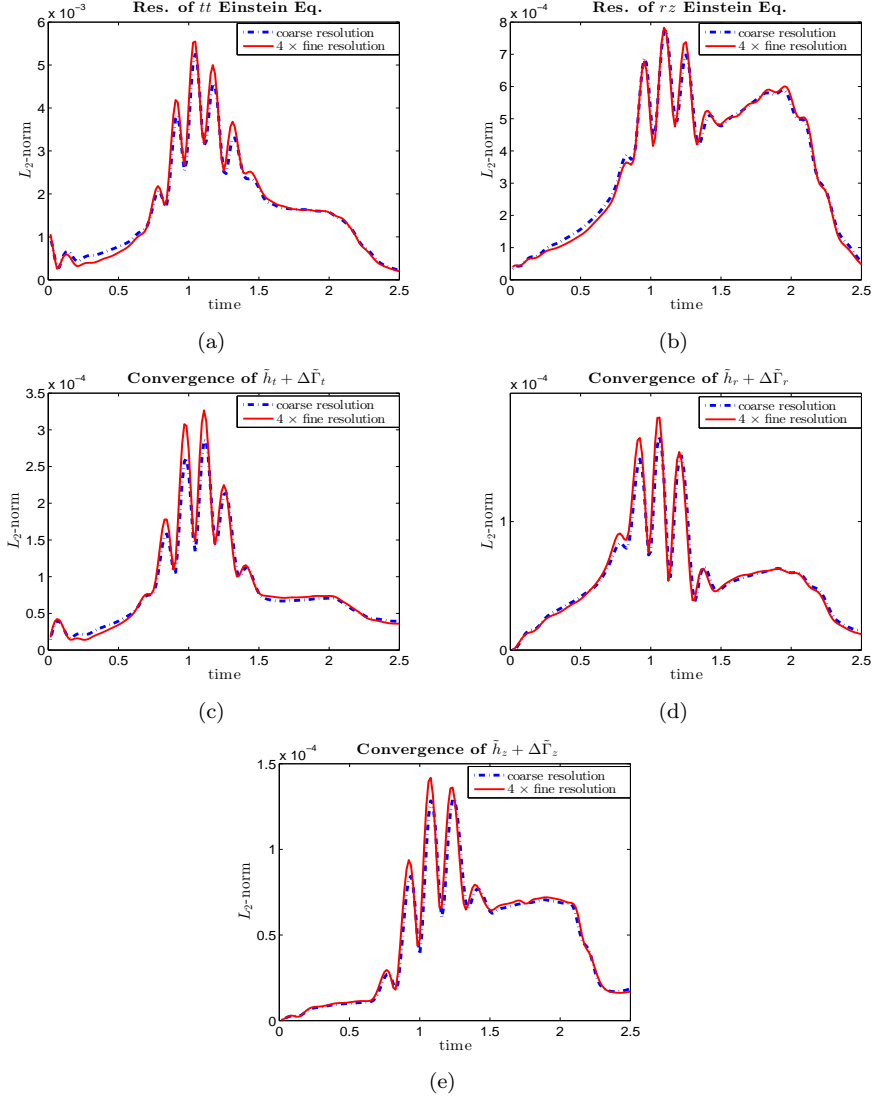 Res. of tt Einstein Eq.
x 10⁻³
6
5
4
3
2
1
0
L₂-norm
coarse resolution
4 × fine resolution
0 0.5 1 1.5 2 2.5
time
(a)
Res. of rz Einstein Eq.
x 10⁻⁴
8
7
6
5
4
3
2
1
0
L₂-norm
coarse resolution
4 × fine resolution
0 0.5 1 1.5 2 2.5
time
(b)
Convergence of h̃ₜ + ΔΓ̃ₜ
x 10⁻⁴
3.5
3
2.5
2
1.5
1
0.5
0
L₂-norm
coarse resolution
4 × fine resolution
0 0.5 1 1.5 2 2.5
time
(c)
Convergence of h̃ᵣ + ΔΓ̃ᵣ
x 10⁻⁴
1
0
L₂-norm
coarse resolution
4 × fine resolution
0 0.5 1 1.5 2 2.5
time
(d)
Convergence of h̃_z + ΔΓ̃_z
x 10⁻⁴
1.5
1
0.5
0
L₂-norm
coarse resolution
4 × fine resolution
0 0.5 1 1.5 2 2.5
time
(e)